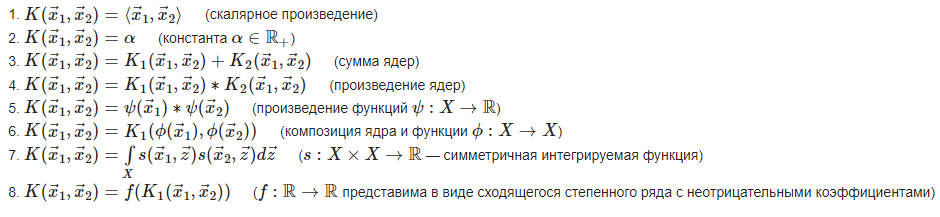 1. K(x⃗₁, x⃗₂) = ⟨x⃗₁, x⃗₂⟩ (скалярное произведение)
2. K(x⃗₁, x⃗₂) = α (константа α ∈ ℝ₊)
3. K(x⃗₁, x⃗₂) = K₁(x⃗₁, x⃗₂) + K₂(x⃗₁, x⃗₂) (сумма ядер)
4. K(x⃗₁, x⃗₂) = K₁(x⃗₁, x⃗₂) * K₂(x⃗₁, x⃗₂) (произведение ядер)
5. K(x⃗₁, x⃗₂) = ψ(x⃗₁) * ψ(x⃗₂) (произведение функций ψ : X → ℝ)
6. K(x⃗₁, x⃗₂) = K₁(ϕ(x⃗₁), ϕ(x⃗₂)) (композиция ядра и функции ϕ : X → X)
7. K(x⃗₁, x⃗₂) = ∫_X s(x⃗₁, z⃗)s(x⃗₂, z⃗)dz⃗ (s : X × X → ℝ — симметричная интегрируемая функция)
8. K(x⃗₁, x⃗₂) = f(K₁(x⃗₁, x⃗₂)) (f : ℝ → ℝ представима в виде сходящегося степенного ряда с неотрицательными коэффициентами)